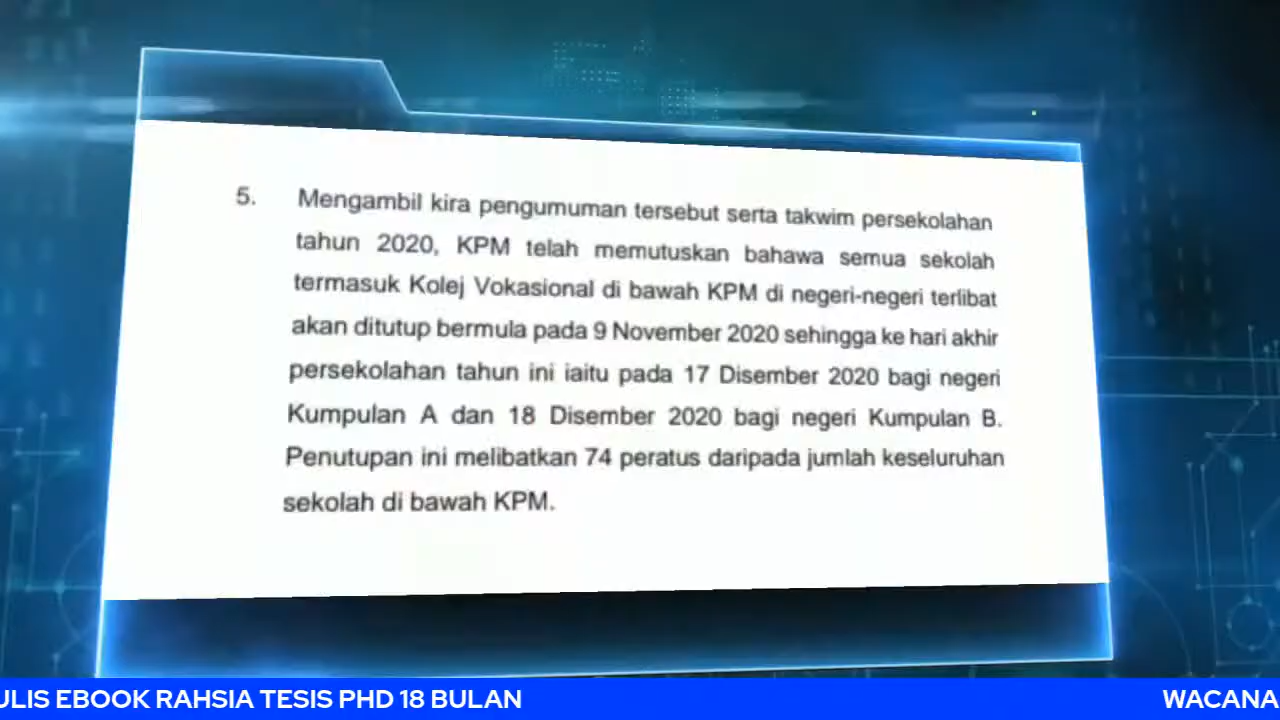 5. Mengambil kira pengumuman tersebut serta takwim persekolahan
tahun 2020, KPM telah memutuskan bahawa semua sekolah
termasuk Kolej Vokasional di bawah KPM di negeri-negeri terlibat
akan ditutup bermula pada 9 November 2020 sehingga ke hari akhir
persekolahan tahun ini iaitu pada 17 Disember 2020 bagi negeri
Kumpulan A dan 18 Disember 2020 bagi negeri Kumpulan B.
Penutupan ini melibatkan 74 peratus daripada jumlah keseluruhan
sekolah di bawah KPM.
EBOOK RAHSIA TESIS PHD 18 BULAN
WACANA